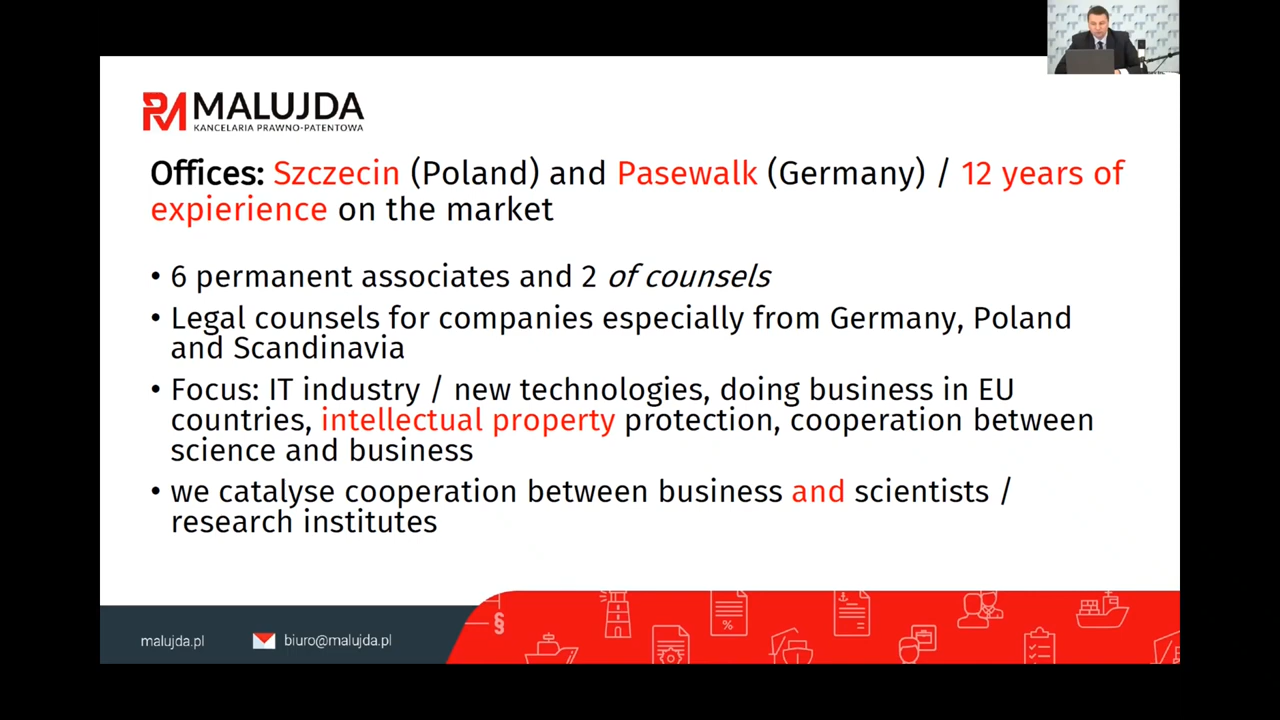 MALUJDA
KANCELARIA PRAWNO-PATENTOWA
Offices: Szczecin (Poland) and Pasewalk (Germany) / 12 years of
expierience on the market
• 6 permanent associates and 2 of counsels
• Legal counsels for companies especially from Germany, Poland
and Scandinavia
• Focus: IT industry / new technologies, doing business in EU
countries, intellectual property protection, cooperation between
science and business
• we catalyse cooperation between business and scientists /
research institutes
malujda.pl
biuro@malujda.pl
§
%